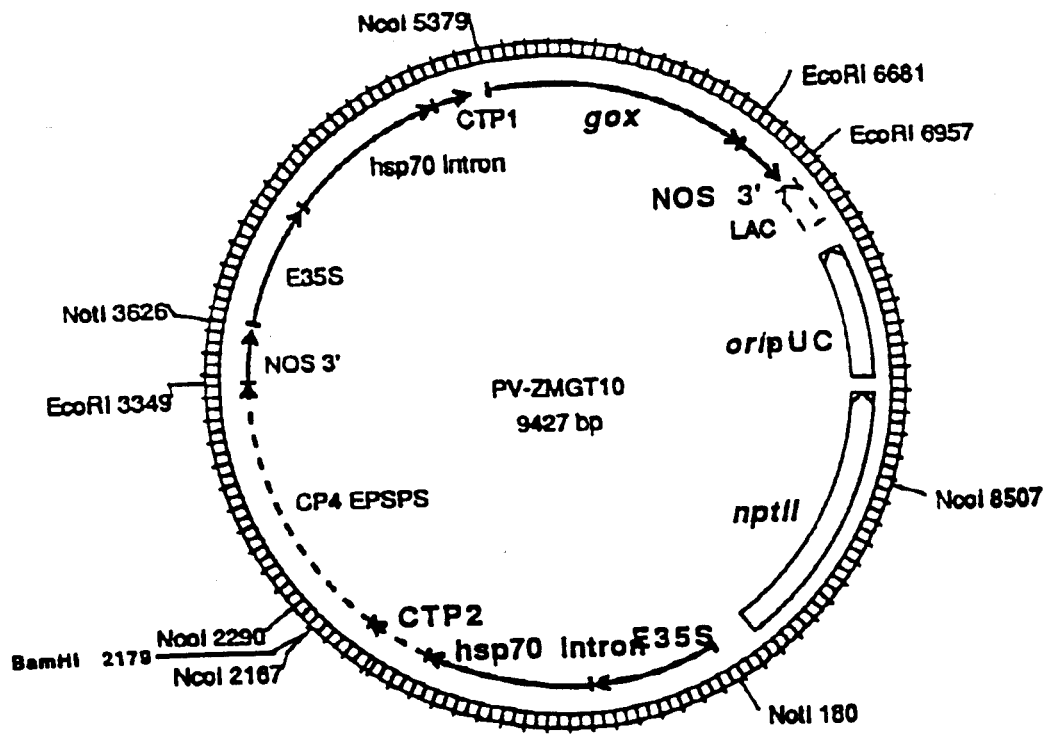 NcoI 5379
EcoRI 6681
CTP1
gox
EcoRI 6957
hsp70 Intron
NOS 3'
LAC
E35S
NotI 3626
NOS 3'
ori pUC
EcoRI 3349
PV-ZMGT10
9427 bp
CP4 EPSPS
nptII
NcoI 8507
CTP2
NcoI 2290
hsp70 Intron
E35S
BamHI 2179
NcoI 2167
NotI 180